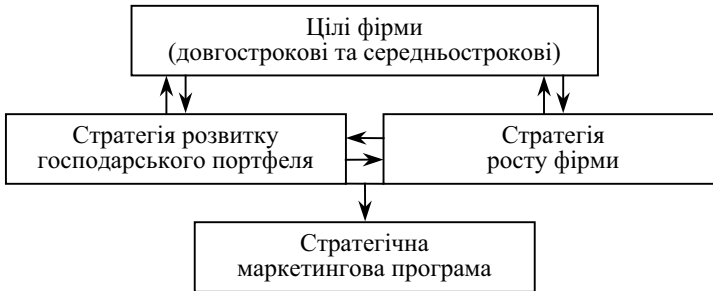 Цілі фірми
(довгострокові та середньострокові)
Стратегія розвитку
господарського портфеля
Стратегія
росту фірми
Стратегічна
маркетингова програма